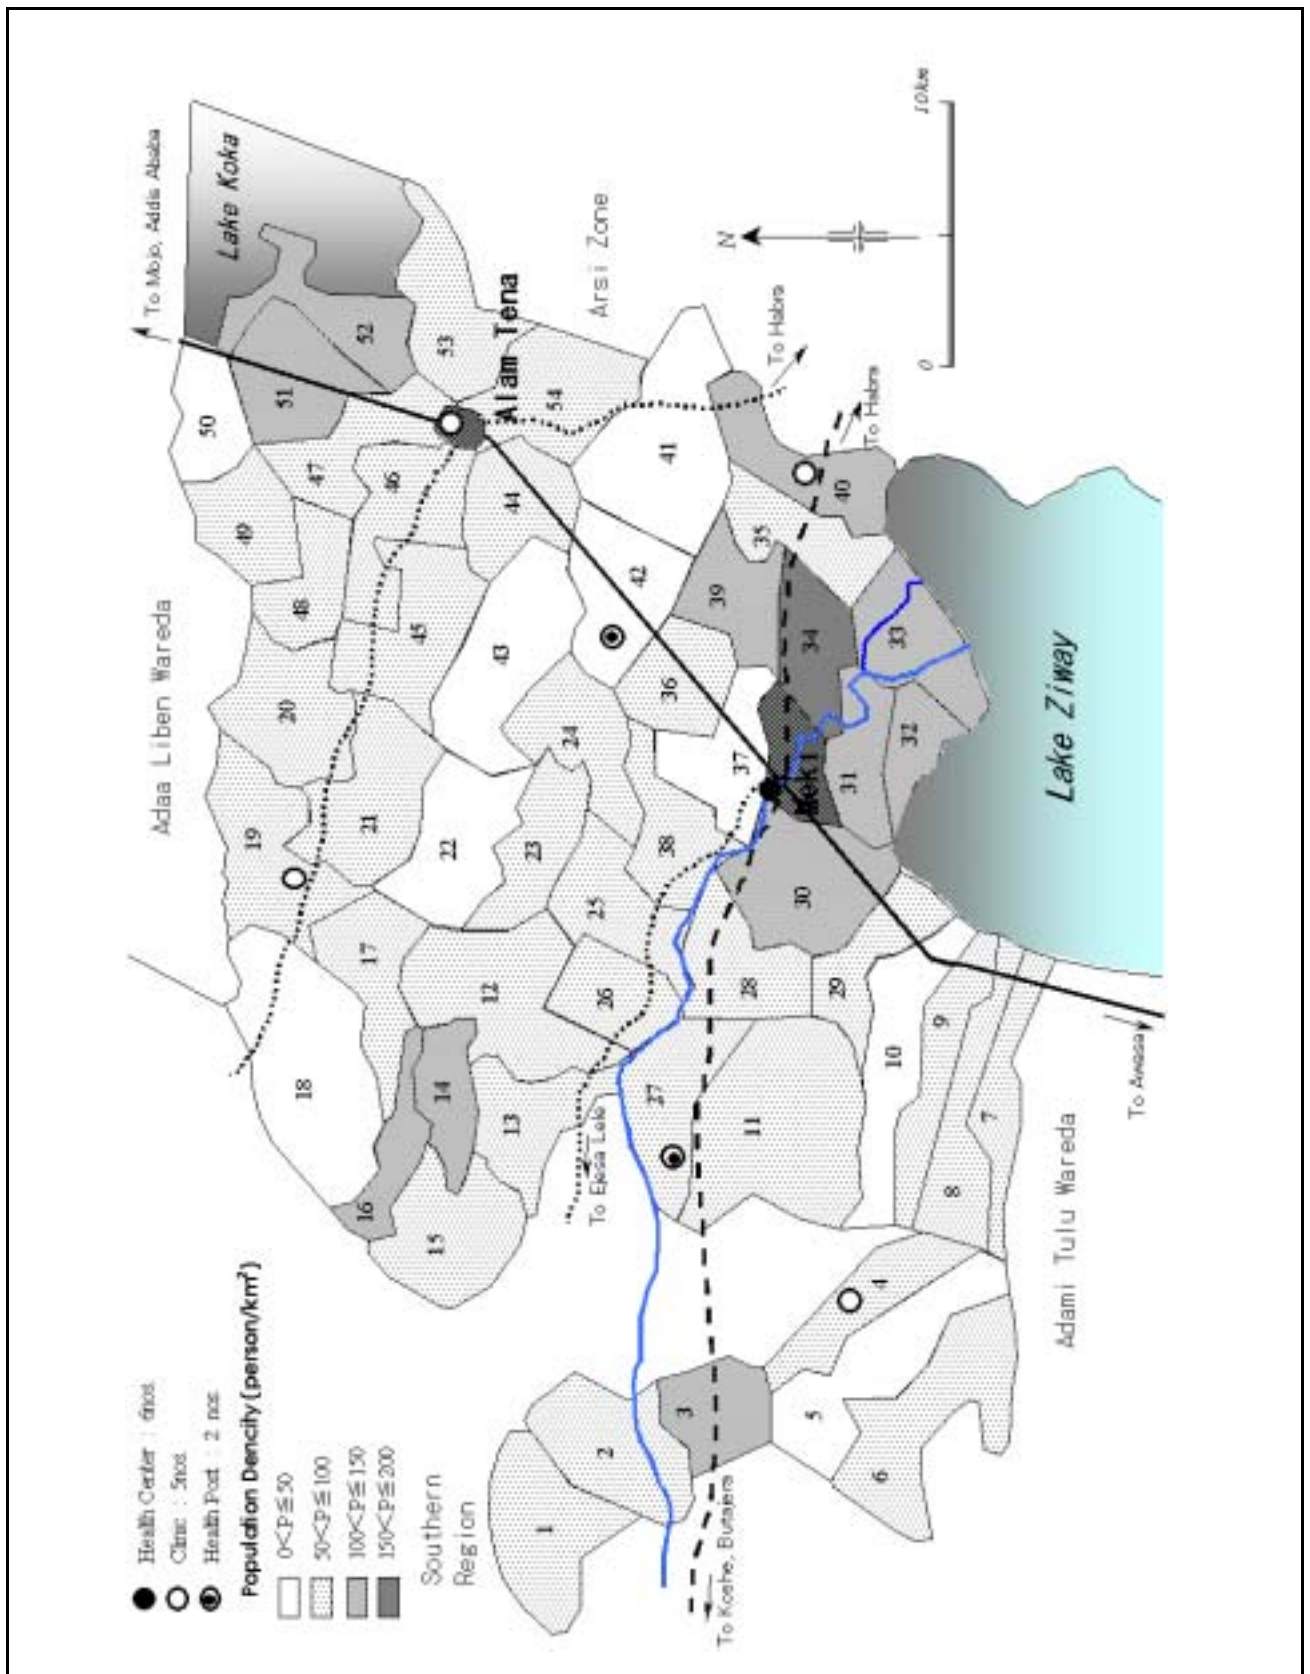 Health Center : 6nos.
Clinic : 5nos.
Health Post : 2 nos.
Population Dencity (person/km²)
0<P≦50
50<P≦100
100<P≦150
150<P≦200
Southern
Region
Adaa Liben Wareda
To Mojo, Addis Ababa
Lake Koka
Alam Tena
Arsi Zone
N
0
10km
To Habra
To Habra
To Ejesa Lele
To Koshe, Butajera
Meki
Lake Ziway
Adami Tulu Wareda
To Awasa
1
2
3
4
5
6
7
8
9
10
11
12
13
14
15
16
17
18
19
20
21
22
23
24
25
26
27
28
29
30
31
32
33
34
35
36
37
38
39
40
41
42
43
44
45
46
47
48
49
50
51
52
53
54